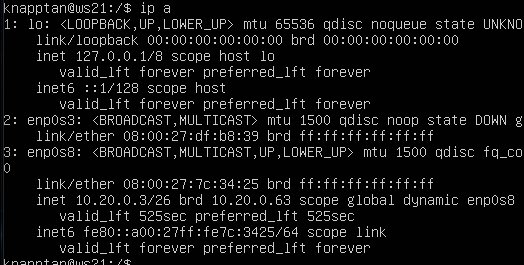 knapptan@ws21:/$ ip a
1: lo: <LOOPBACK,UP,LOWER_UP> mtu 65536 qdisc noqueue state UNKNO
    link/loopback 00:00:00:00:00:00 brd 00:00:00:00:00:00
    inet 127.0.0.1/8 scope host lo
       valid_lft forever preferred_lft forever
    inet6 ::1/128 scope host
       valid_lft forever preferred_lft forever
2: enp0s3: <BROADCAST,MULTICAST> mtu 1500 qdisc noop state DOWN g
    link/ether 08:00:27:df:b8:39 brd ff:ff:ff:ff:ff:ff
3: enp0s8: <BROADCAST,MULTICAST,UP,LOWER_UP> mtu 1500 qdisc fq_co
0
    link/ether 08:00:27:7c:34:25 brd ff:ff:ff:ff:ff:ff
    inet 10.20.0.3/26 brd 10.20.0.63 scope global dynamic enp0s8
       valid_lft 525sec preferred_lft 525sec
    inet6 fe80::a00:27ff:fe7c:3425/64 scope link
       valid_lft forever preferred_lft forever
knapptan@ws21:/$